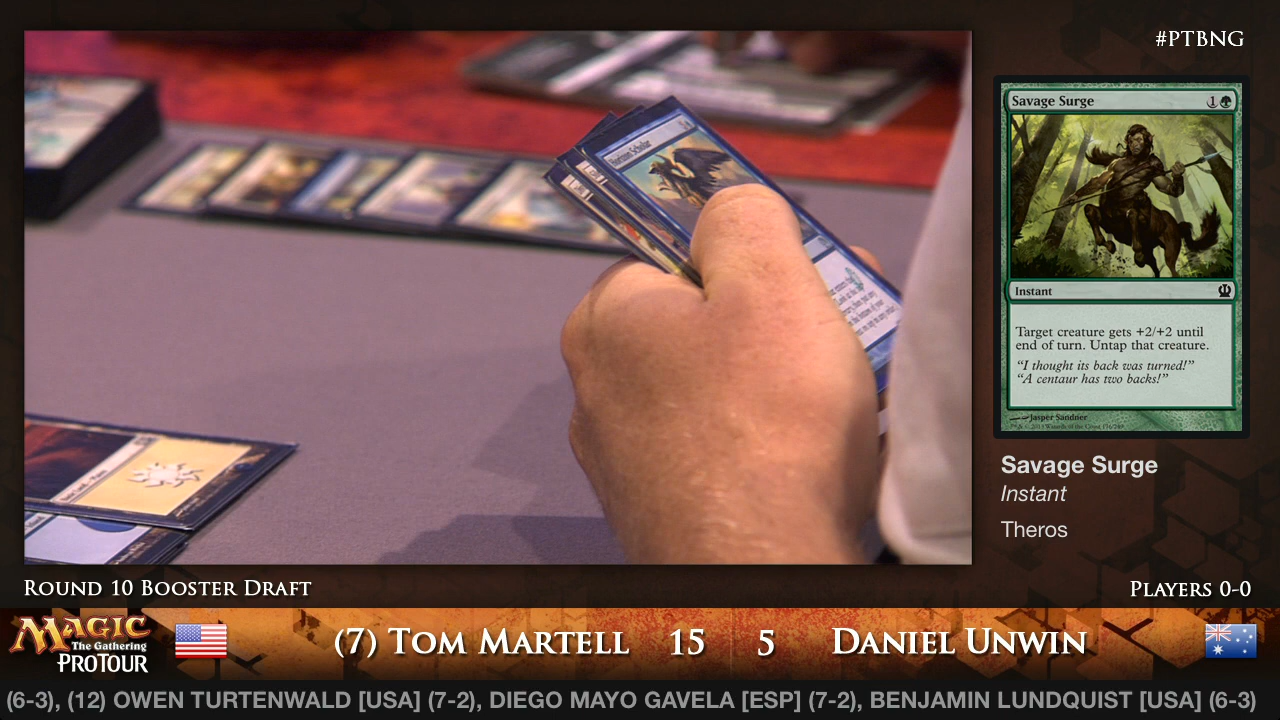 #PTBNG
Savage Surge 1
Instant
Target creature gets +2/+2 until
end of turn. Untap that creature.
"I thought its back was turned!"
"A centaur has two backs!"
Jasper Sandner
Savage Surge
Instant
Theros
Horizon Scholar
Round 10 Booster Draft
Players 0-0
Magic
The Gathering
ProTour
(7) Tom Martell 15 5 Daniel Unwin
(6-3), (12) OWEN TURTENWALD [USA] (7-2), DIEGO MAYO GAVELA [ESP] (7-2), BENJAMIN LUNDQUIST [USA] (6-3)